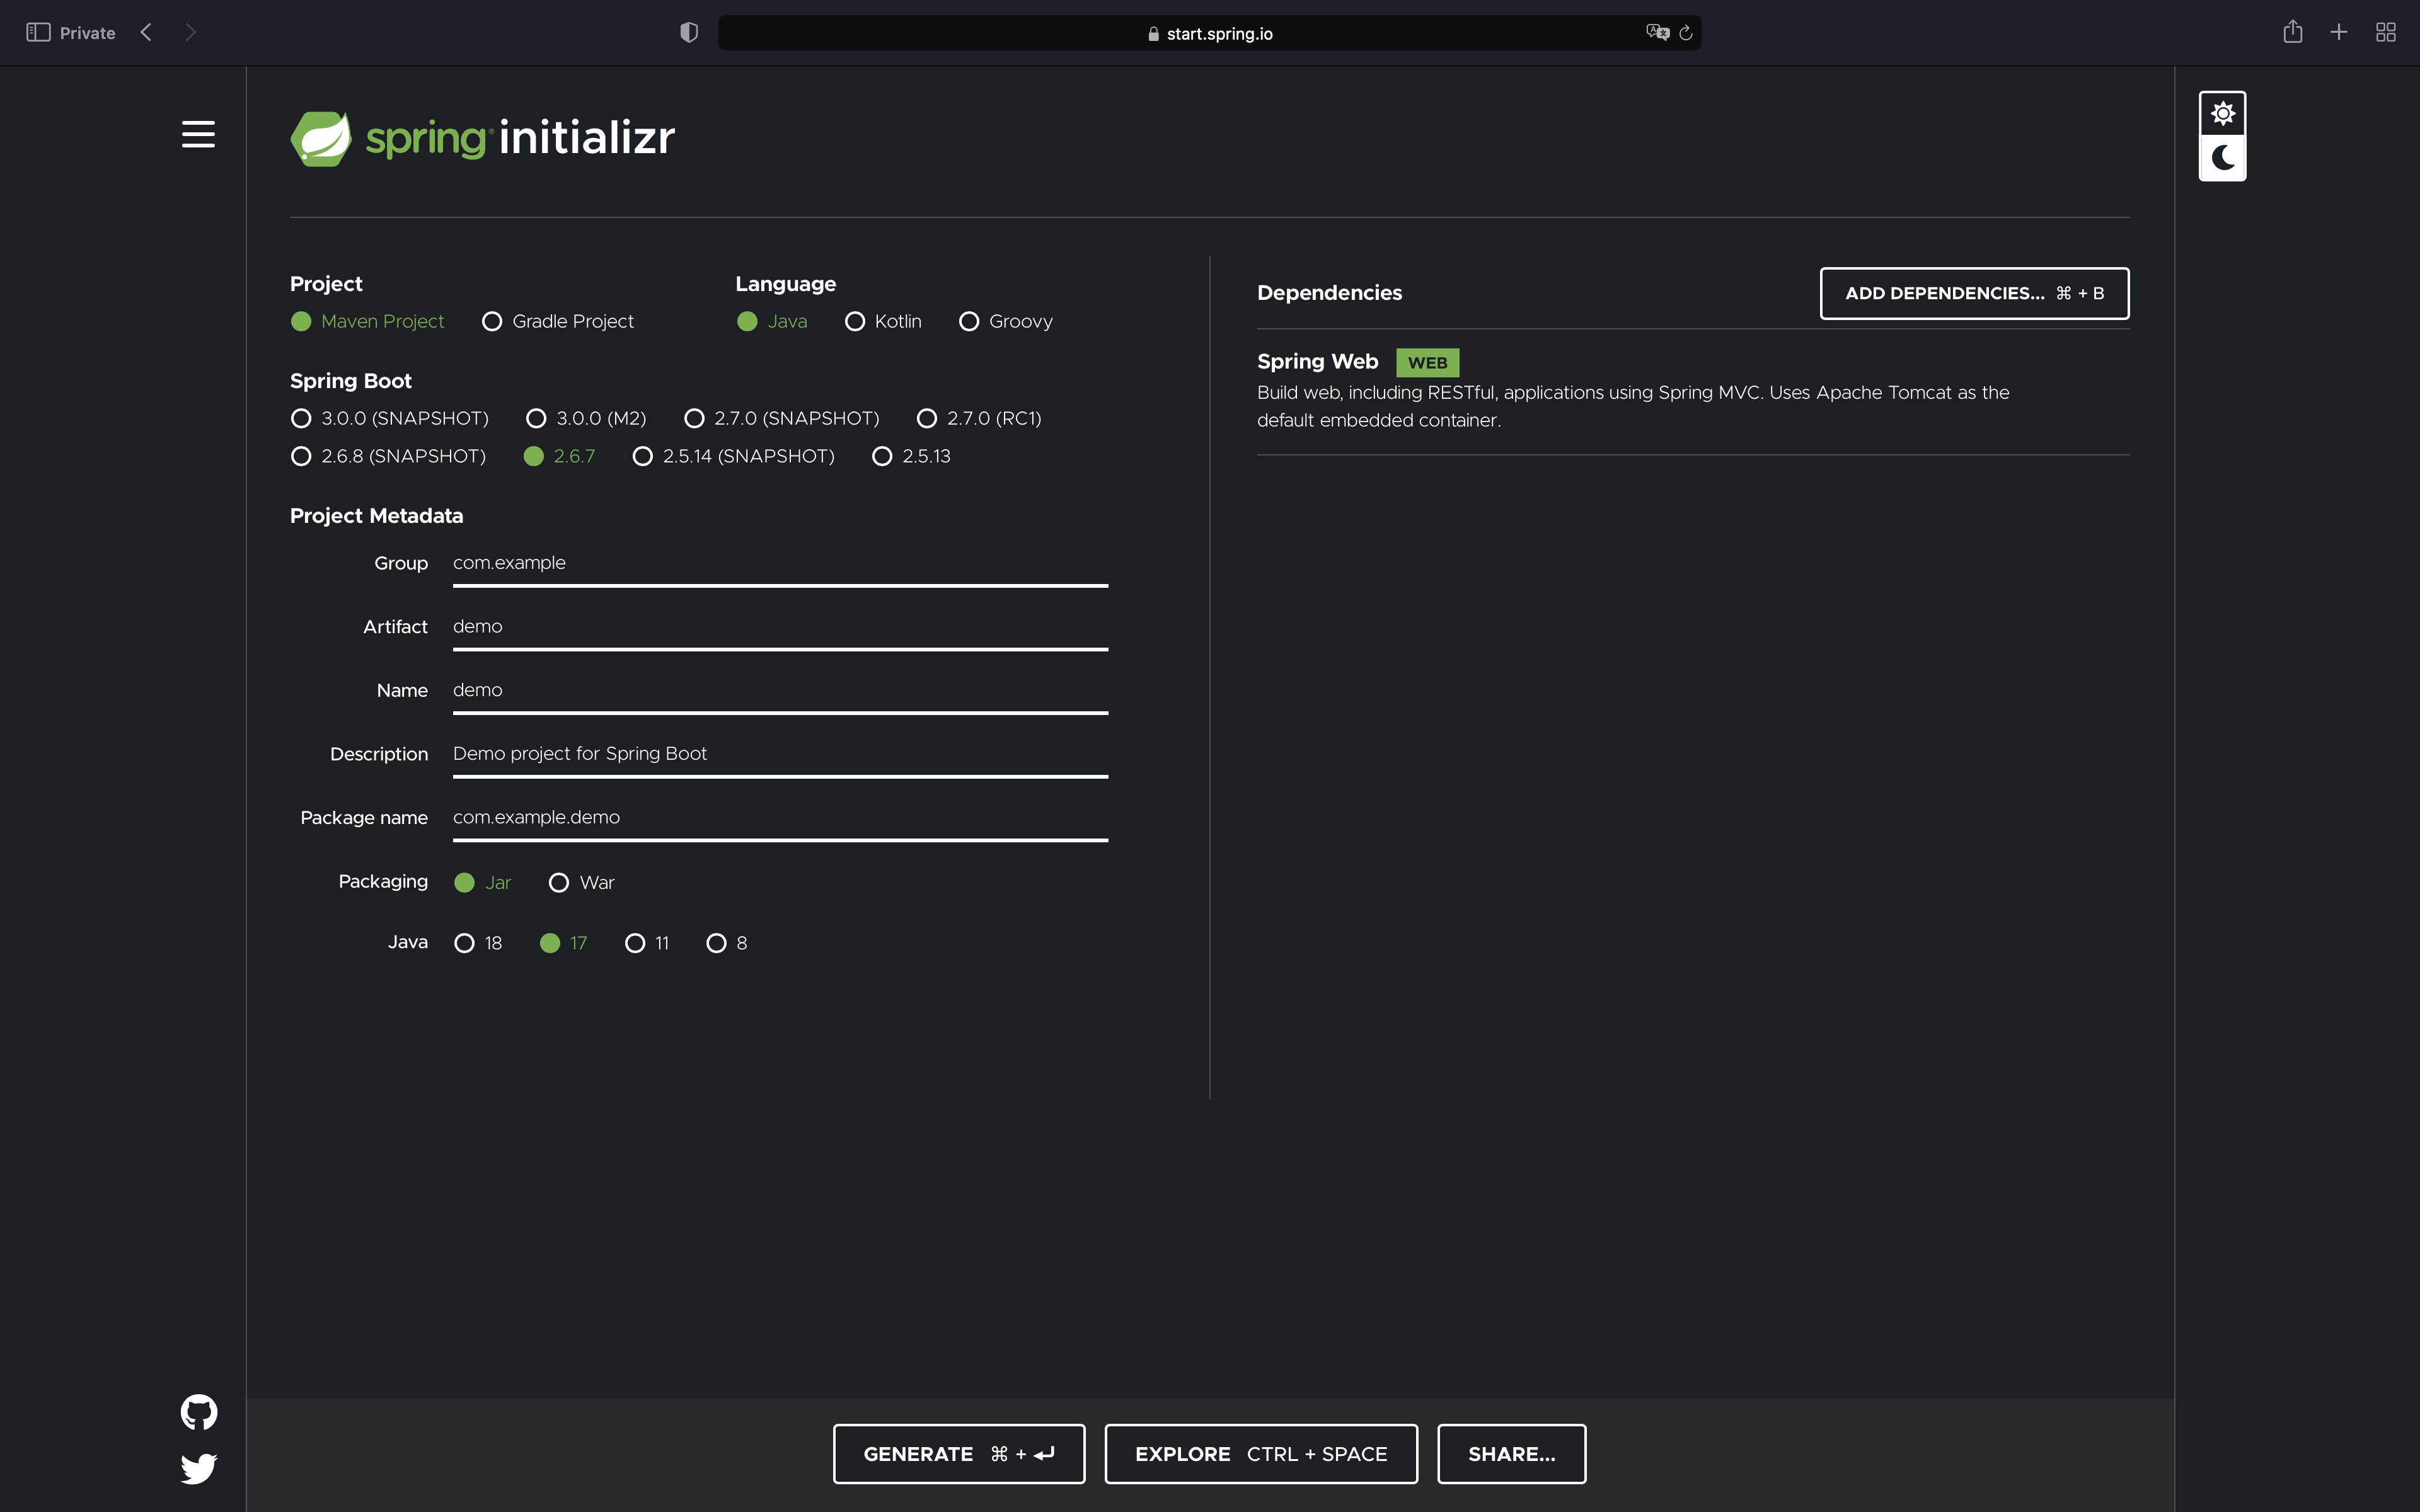 Private
start.spring.io
spring initializr
Project
Maven Project Gradle Project
Language
Java Kotlin Groovy
Spring Boot
3.0.0 (SNAPSHOT) 3.0.0 (M2) 2.7.0 (SNAPSHOT) 2.7.0 (RC1)
2.6.8 (SNAPSHOT) 2.6.7 2.5.14 (SNAPSHOT) 2.5.13
Project Metadata
Group com.example
Artifact demo
Name demo
Description Demo project for Spring Boot
Package name com.example.demo
Packaging Jar War
Java 18 17 11 8
Dependencies ADD DEPENDENCIES... ⌘ + B
Spring Web WEB
Build web, including RESTful, applications using Spring MVC. Uses Apache Tomcat as the
default embedded container.
GENERATE ⌘ + ⏎ EXPLORE CTRL + SPACE SHARE...